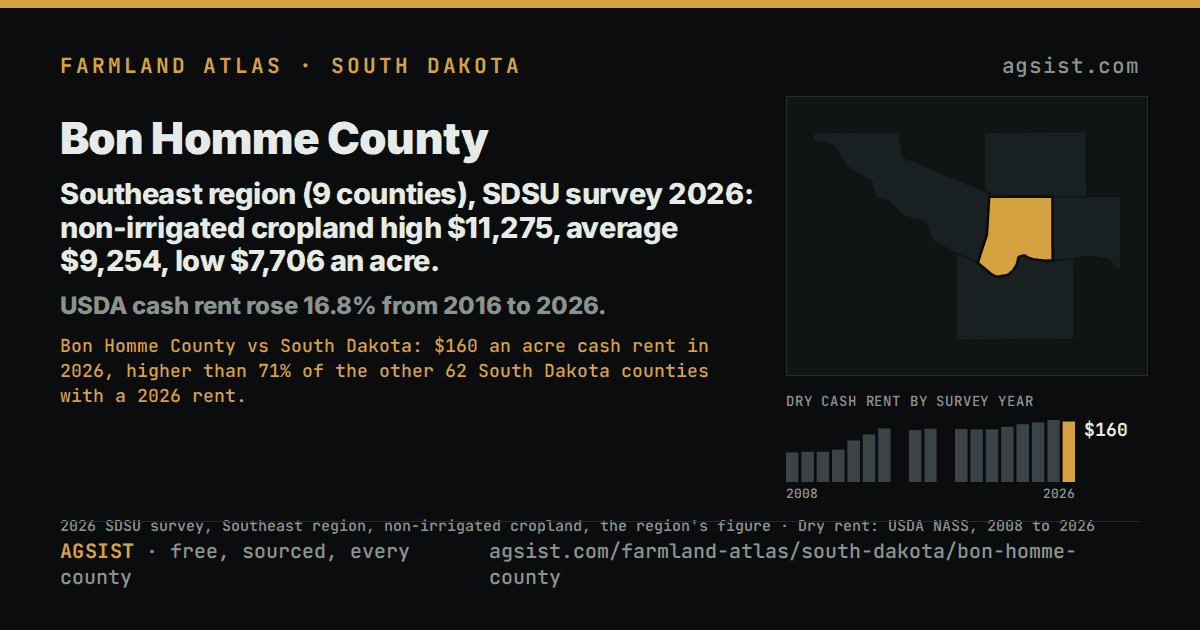 FARMLAND ATLAS · SOUTH DAKOTA
agsist.com
Bon Homme County
Southeast region (9 counties), SDSU survey 2026:
non-irrigated cropland high $11,275, average
$9,254, low $7,706 an acre.
USDA cash rent rose 16.8% from 2016 to 2026.
Bon Homme County vs South Dakota: $160 an acre cash rent in
2026, higher than 71% of the other 62 South Dakota counties
with a 2026 rent.
DRY CASH RENT BY SURVEY YEAR
$160
2008
2026
2026 SDSU survey, Southeast region, non-irrigated cropland, the region's figure · Dry rent: USDA NASS, 2008 to 2026
AGSIST · free, sourced, every
county
agsist.com/farmland-atlas/south-dakota/bon-homme-
county